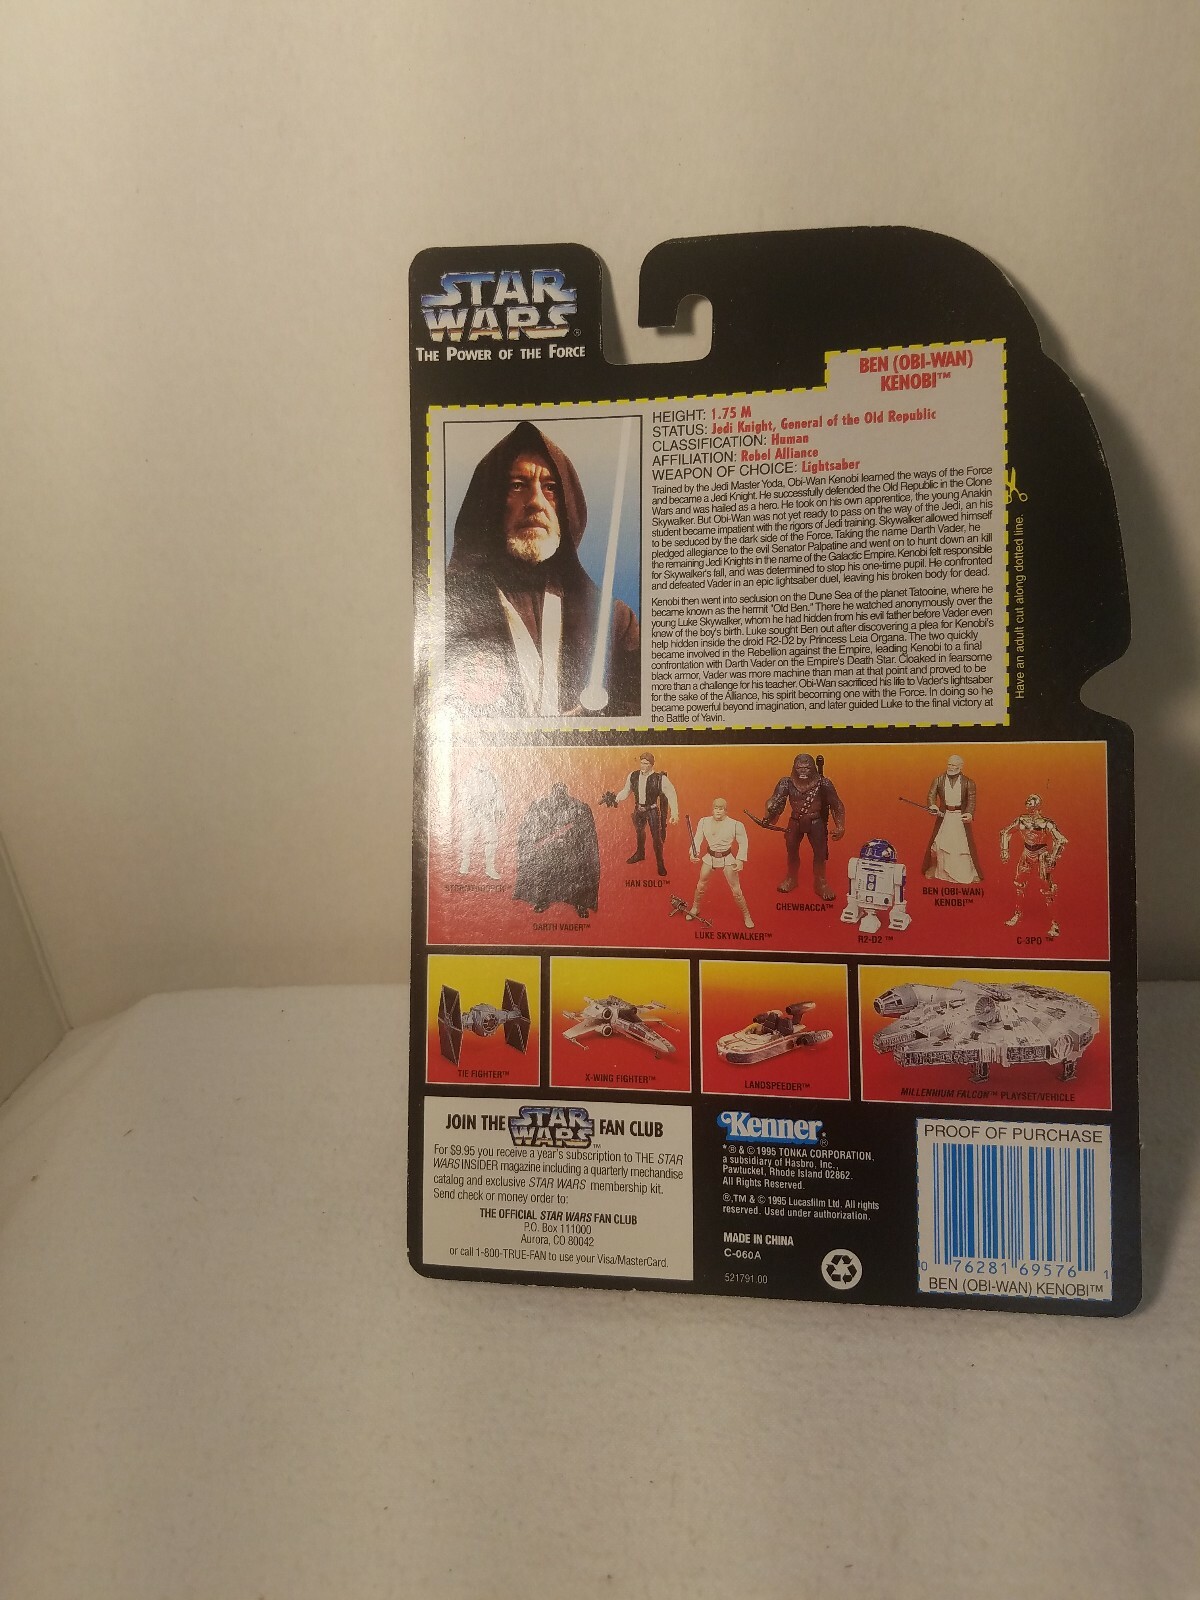 STAR
WARS®
THE POWER OF THE FORCE
BEN (OBI-WAN)
KENOBI™
HEIGHT: 1.75 M
STATUS: Jedi Knight, General of the Old Republic
CLASSIFICATION: Human
AFFILIATION: Rebel Alliance
WEAPON OF CHOICE: Lightsaber
Trained by the Jedi Master Yoda, Obi-Wan Kenobi learned the ways of the Force
and became a Jedi Knight. He successfully defended the Old Republic in the Clone
Wars and was hailed as a hero. He took on his own apprentice, the young Anakin
Skywalker. But Obi-Wan was not yet ready to pass on the way of the Jedi, an his
student became impatient with the rigors of Jedi training. Skywalker allowed himself
to be seduced by the dark side of the Force. Taking the name Darth Vader, he
pledged allegiance to the evil Senator Palpatine and went on to hunt down an kill
the remaining Jedi Knights in the name of the Galactic Empire. Kenobi felt responsible
for Skywalker's fall, and was determined to stop his one-time pupil. He confronted
and defeated Vader in an epic lightsaber duel, leaving his broken body for dead.
Kenobi then went into seclusion on the Dune Sea of the planet Tatooine, where he
became known as the hermit "Old Ben." There he watched anonymously over the
young Luke Skywalker, whom he had hidden from his evil father before Vader even
knew of the boy's birth. Luke sought Ben out after discovering a plea for Kenobi's
help hidden inside the droid R2-D2 by Princess Leia Organa. The two quickly
became involved in the Rebellion against the Empire, leading Kenobi to a final
confrontation with Darth Vader on the Empire's Death Star. Cloaked in fearsome
black armor, Vader was more machine than men at that point and proved to be
more than a challenge for his teacher. Obi-Wan sacrificed his life to Vader's lightsaber
for the sake of the Alliance, his spirit becoming one with the Force. In doing so he
became powerful beyond imagination, and later guided Luke to the final victory at
the Battle of Yavin.
Have an adult cut along dotted line.
STORMTROOPER™
DARTH VADER™
HAN SOLO™
LUKE SKYWALKER™
CHEWBACCA™
R2-D2 ™
BEN (OBI-WAN)
KENOBI™
C-3PO ™
TIE FIGHTER™
X-WING FIGHTER™
LANDSPEEDER™
MILLENNIUM FALCON™ PLAYSET/VEHICLE
JOIN THE STAR WARS™ FAN CLUB
For $9.95 you receive a year's subscription to THE STAR
WARS INSIDER magazine including a quarterly merchandise
catalog and exclusive STAR WARS membership kit.
Send check or money order to:
THE OFFICIAL STAR WARS FAN CLUB
P.O. Box 111000
Aurora, CO 80042
or call 1-800-TRUE-FAN to use your Visa/MasterCard.
Kenner®
*® & © 1995 TONKA CORPORATION,
a subsidiary of Hasbro, Inc.,
Pawtucket, Rhode Island 02862.
All Rights Reserved.
®,TM & © 1995 Lucasfilm Ltd. All rights
reserved. Used under authorization.
MADE IN CHINA
C-060A
521791.00
PROOF OF PURCHASE
0 76281 69576 1
BEN (OBI-WAN) KENOBI™